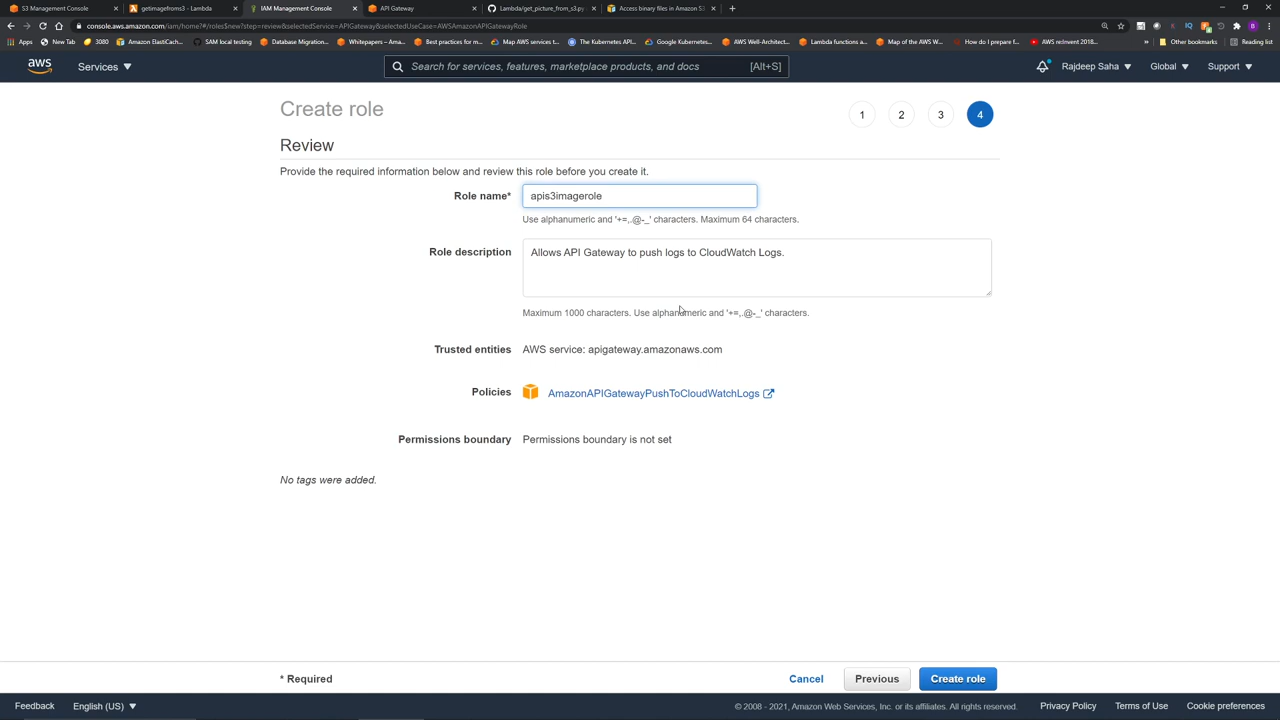 S3 Management Console
getimagefroms3 - Lambda
IAM Management Console
API Gateway
Lambda/get_picture_from_s3.py
Access binary files in Amazon S3
console.aws.amazon.com/iam/home?#/roles$new?step=review&selectedService=APIGateway&selectedUseCase=AWSAmazonAPIGatewayRole
Apps
New Tab
3080
Amazon ElastiCach...
SAM local testing
Database Migration...
Whitepapers – Ama...
Best practices for m...
Map AWS services t...
The Kubernetes API...
Google Kubernetes...
AWS Well-Architect...
Lambda functions a...
Map of the AWS W...
How do I prepare f...
AWS re:Invent 2018...
Other bookmarks
Reading list
aws
Services
Search for services, features, marketplace products, and docs
[Alt+S]
Rajdeep Saha
Global
Support
Create role
1
2
3
4
Review
Provide the required information below and review this role before you create it.
Role name*
apis3imagerole
Use alphanumeric and '+=,.@-_' characters. Maximum 64 characters.
Role description
Allows API Gateway to push logs to CloudWatch Logs.
Maximum 1000 characters. Use alphanumeric and '+=,.@-_' characters.
Trusted entities
AWS service: apigateway.amazonaws.com
Policies
AmazonAPIGatewayPushToCloudWatchLogs
Permissions boundary
Permissions boundary is not set
No tags were added.
* Required
Cancel
Previous
Create role
Feedback
English (US)
© 2008 - 2021, Amazon Web Services, Inc. or its affiliates. All rights reserved.
Privacy Policy
Terms of Use
Cookie preferences